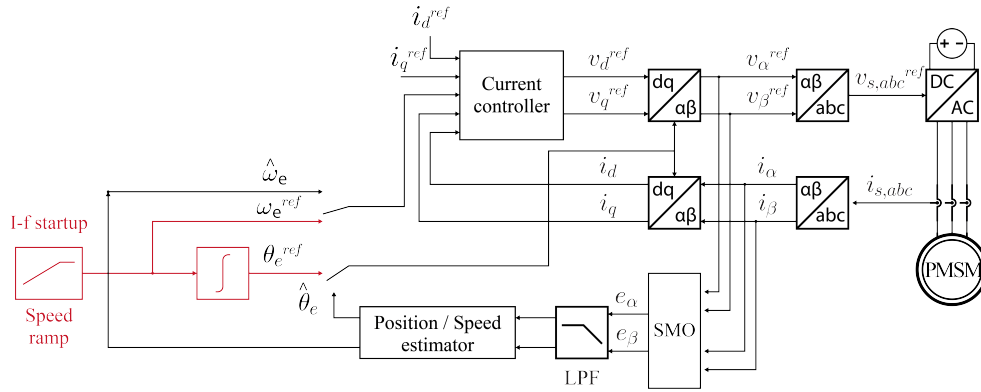 i_d^ref
i_q^ref
Current
controller
v_d^ref
v_q^ref
dq
αβ
v_α^ref
v_β^ref
αβ
abc
v_s,abc^ref
+ -
DC
AC
ω̂_e
ω_e^ref
i_d
i_q
dq
αβ
i_α
i_β
αβ
abc
i_s,abc
I-f startup
θ_e^ref
∫
θ̂_e
PMSM
Speed
ramp
Position / Speed
estimator
LPF
e_α
e_β
SMO